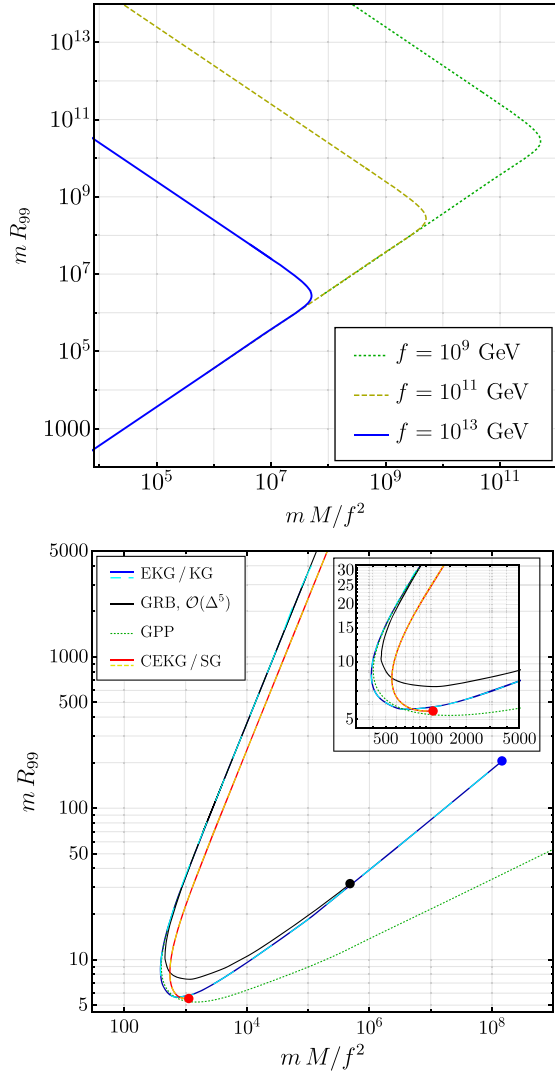 10^13
10^11
10^9
10^7
10^5
1000
m R_99
f = 10^9 GeV
f = 10^11 GeV
f = 10^13 GeV
10^5
10^7
10^9
10^11
m M/f^2
5000
1000
500
100
50
10
5
m R_99
EKG / KG
GRB, O(Δ^5)
GPP
CEKG / SG
30
20
15
10
5
500
1000
2000
5000
100
10^4
10^6
10^8
m M/f^2